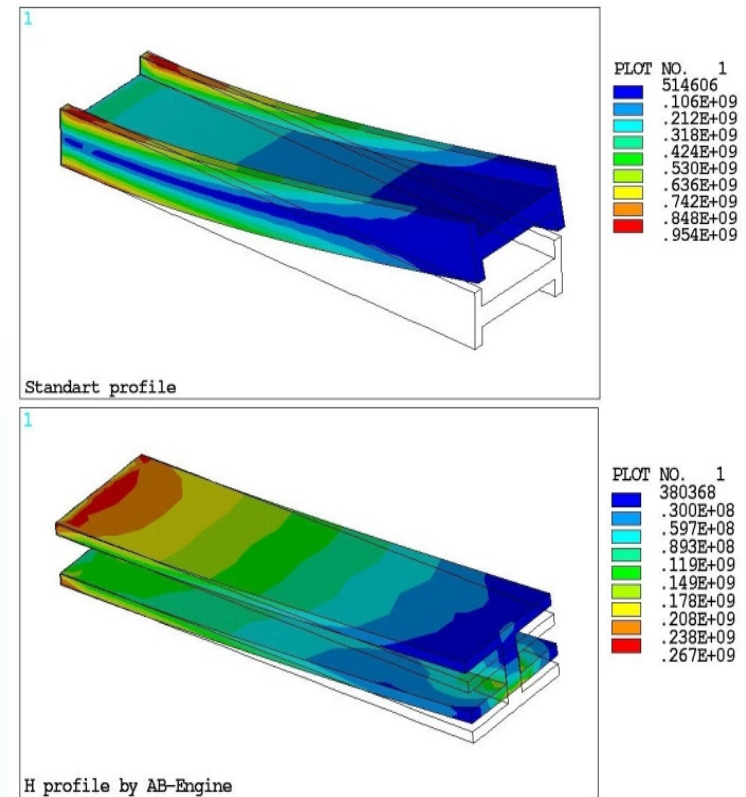 1
PLOT NO. 1
514606
.106E+09
.212E+09
.318E+09
.424E+09
.530E+09
.636E+09
.742E+09
.848E+09
.954E+09
Standart profile
1
PLOT NO. 1
380368
.300E+08
.597E+08
.893E+08
.119E+09
.149E+09
.178E+09
.208E+09
.238E+09
.267E+09
H profile by AB-Engine